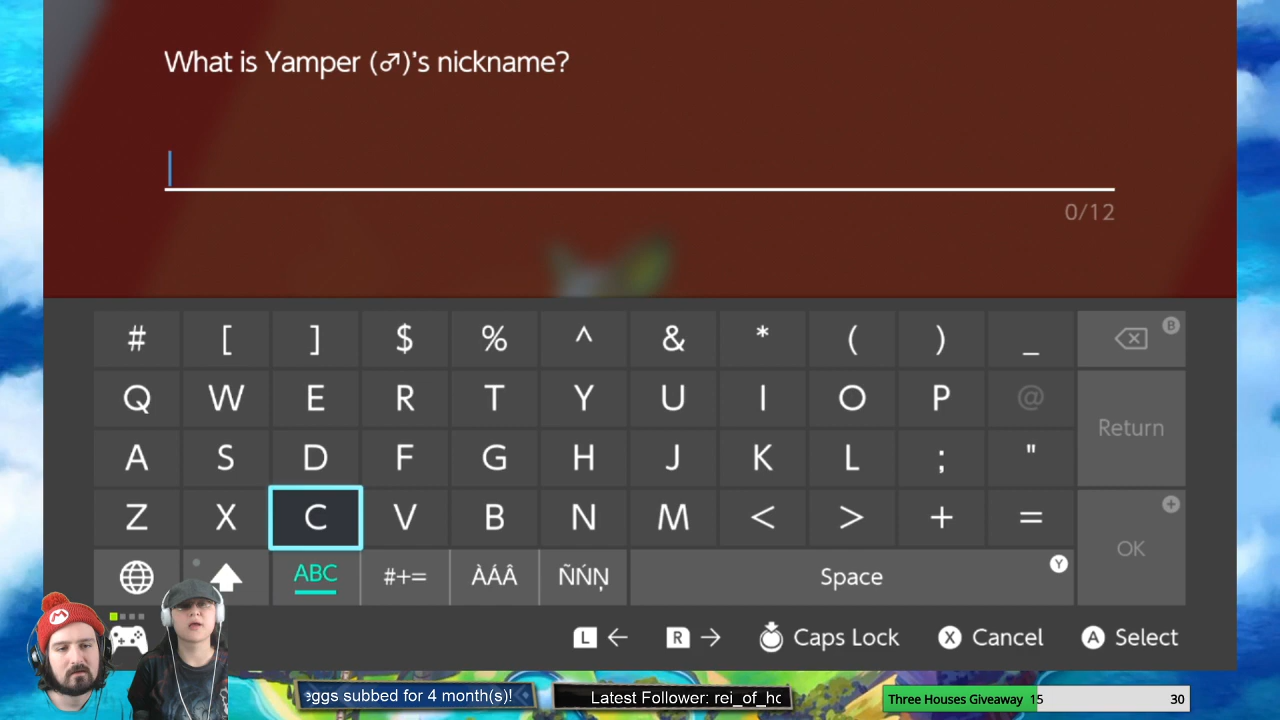 What is Yamper (♂)'s nickname?
0/12
# [ ] $ % ^ & * ( ) _ B
Q W E R T Y U I O P @ Return
A S D F G H J K L ; "
Z X C V B N M < > + = + OK
ABC #+= ÀÁÂ ÑŃŅ Space Y
L ← R → Caps Lock X Cancel A Select
eggs subbed for 4 month(s)!
Latest Follower: rei_of_ho
Three Houses Giveaway 15 30